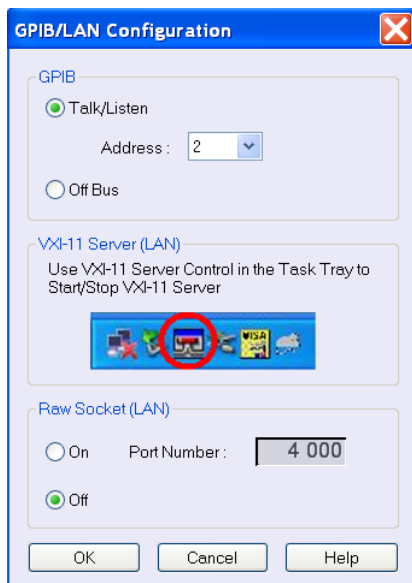 GPIB/LAN Configuration
GPIB
Talk/Listen
Address : 2
Off Bus
VXI-11 Server (LAN)
Use VXI-11 Server Control in the Task Tray to
Start/Stop VXI-11 Server
VISA
Raw Socket (LAN)
On Port Number : 4 000
Off
OK Cancel Help